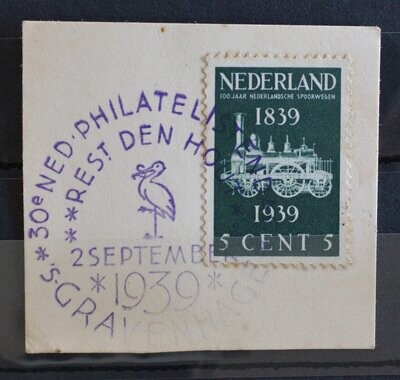 30e NED. PHILATELISTEN
REST. DEN HO
2 SEPTEMBER
1939
'S-GRAVENHAGE
NEDERLAND
100 JAAR NEDERLANDSCHE SPOORWEGEN
1839
1939
5 CENT 5